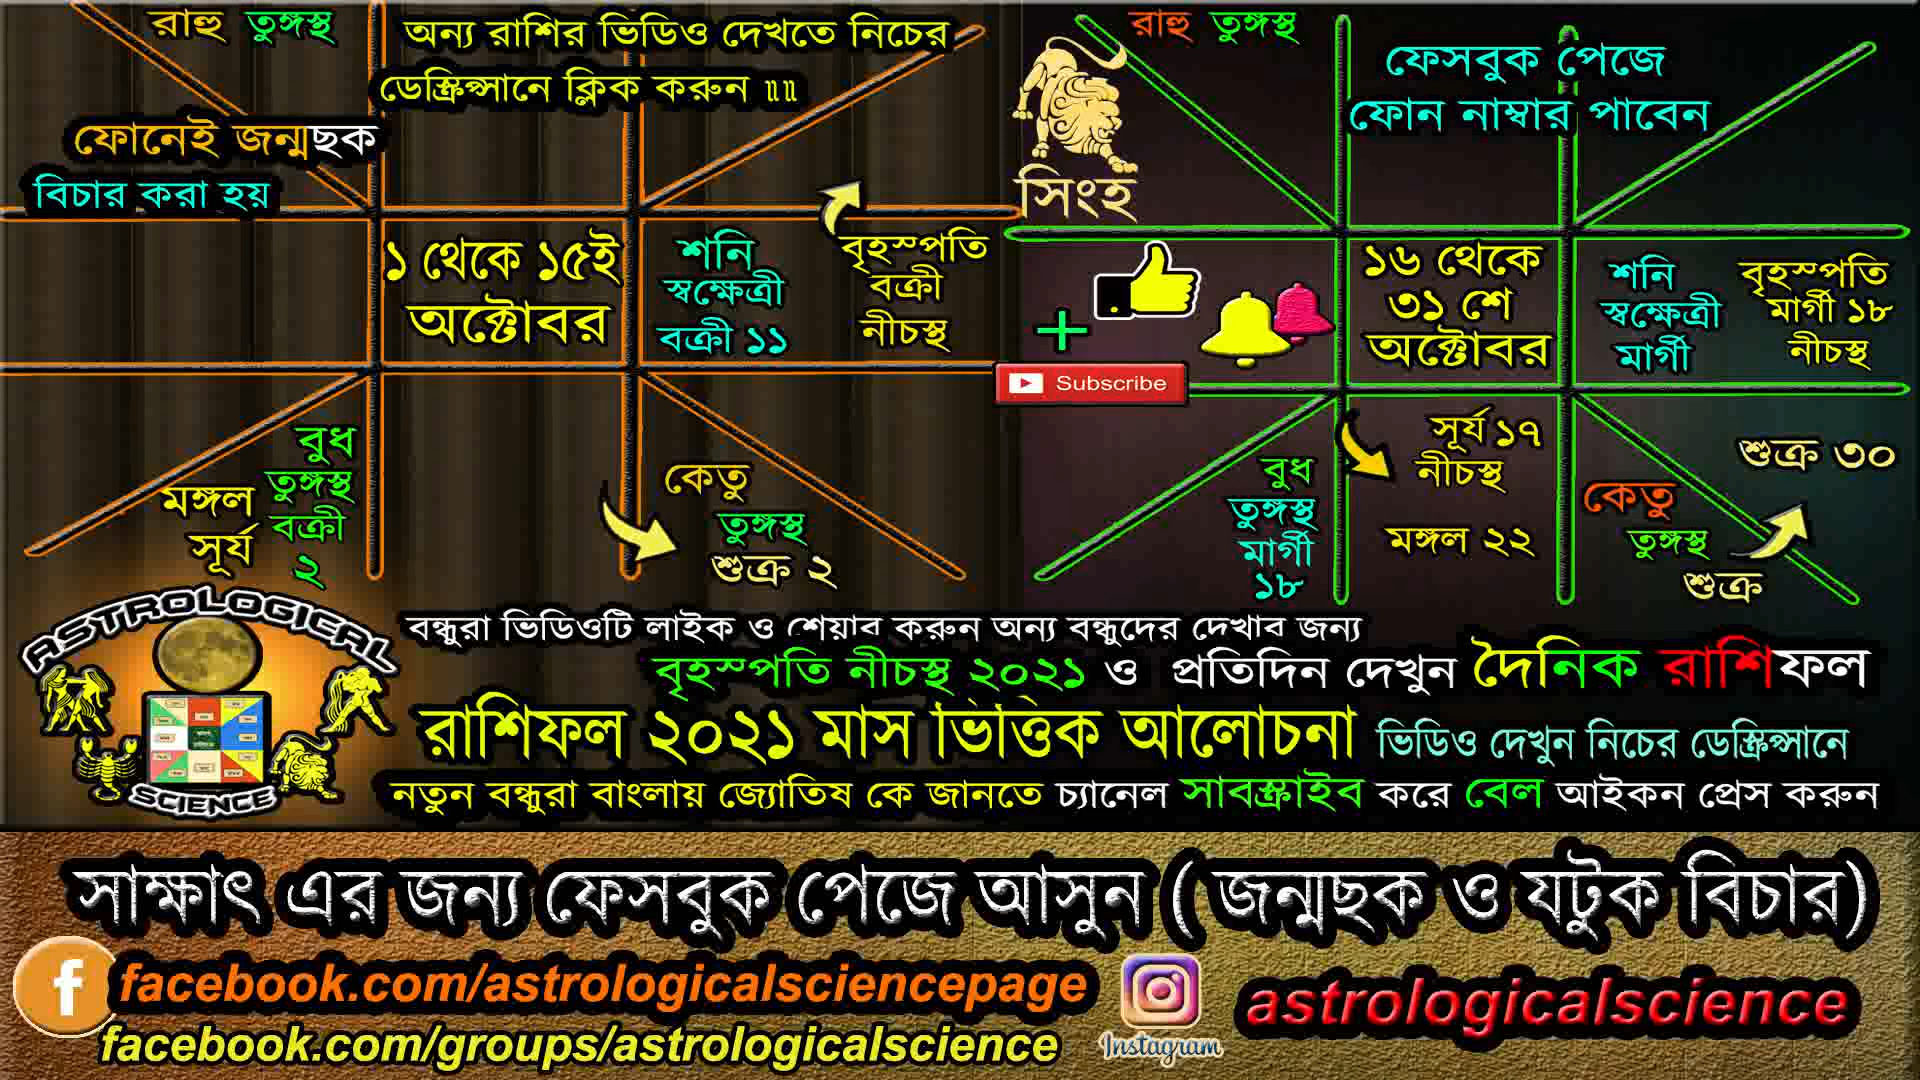 রাহু তুঙ্গস্থ
অন্য রাশির ভিডিও দেখতে নিচের
ডেস্ক্রিপ্সানে ক্লিক করুন
ফোনেই জন্মছক
বিচার করা হয়
১ থেকে ১৫ই
অক্টোবর
শনি
স্বক্ষেত্রী
বক্রী ১১
বৃহস্পতি
বক্রী
নীচস্থ
বুধ
তুঙ্গস্থ
বক্রী
২
মঙ্গল
সূর্য
কেতু
তুঙ্গস্থ
শুক্র ২
রাহু তুঙ্গস্থ
ফেসবুক পেজে
ফোন নাম্বার পাবেন
সিংহ
+
Subscribe
১৬ থেকে
৩১ শে
অক্টোবর
শনি
স্বক্ষেত্রী
মার্গী
বৃহস্পতি
মার্গী ১৮
নীচস্থ
বুধ
তুঙ্গস্থ
মার্গী
১৮
সূর্য ১৭
নীচস্থ
মঙ্গল ২২
কেতু
তুঙ্গস্থ
শুক্র
শুক্র ৩০
ASTROLOGICAL
SCIENCE
বন্ধুরা ভিডিওটি লাইক ও শেয়ার করুন অন্য বন্ধুদের দেখার জন্য
বৃহস্পতি নীচস্থ ২০২১ ও প্রতিদিন দেখুন দৈনিক রাশিফল
রাশিফল ২০২১ মাস ভিত্তিক আলোচনা ভিডিও দেখুন নিচের ডেস্ক্রিপ্সানে
নতুন বন্ধুরা বাংলায় জ্যোতিষ কে জানতে চ্যানেল সাবস্ক্রাইব করে বেল আইকন প্রেস করুন
সাক্ষাৎ এর জন্য ফেসবুক পেজে আসুন ( জন্মছক ও যটুক বিচার)
facebook.com/astrologicalsciencepage
facebook.com/groups/astrologicalscience
Instagram
astrologicalscience